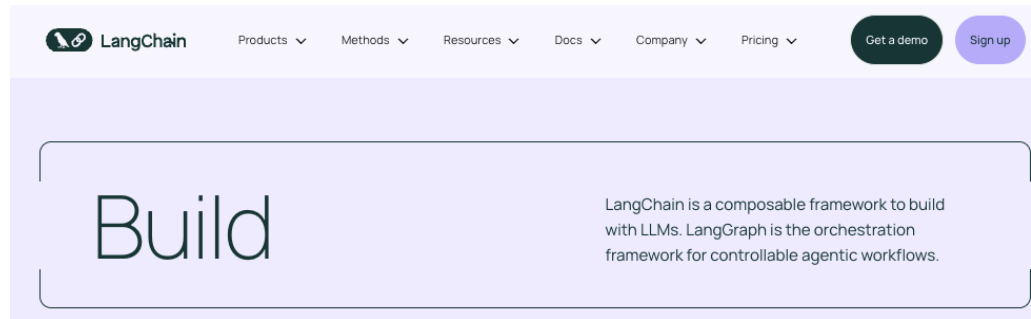 LangChain
Products
Methods
Resources
Docs
Company
Pricing
Get a demo
Sign up
Build
LangChain is a composable framework to build
with LLMs. LangGraph is the orchestration
framework for controllable agentic workflows.